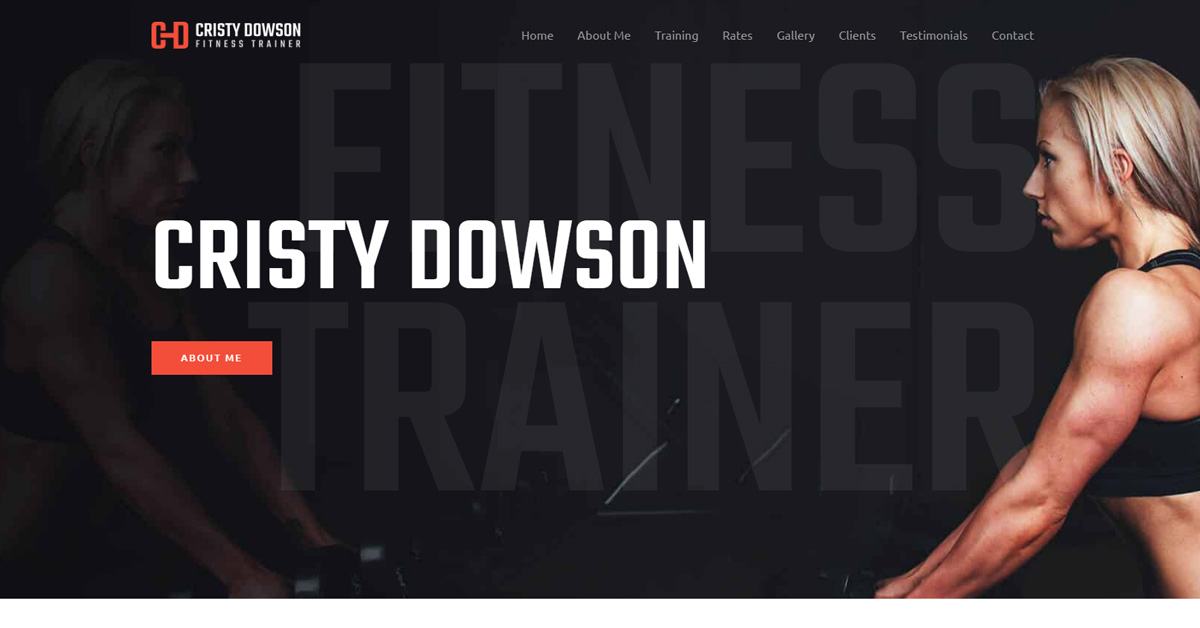 CRISTY DOWSON
FITNESS TRAINER
Home About Me Training Rates Gallery Clients Testimonials Contact
FITNESS
CRISTY DOWSON
TRAINER
ABOUT ME